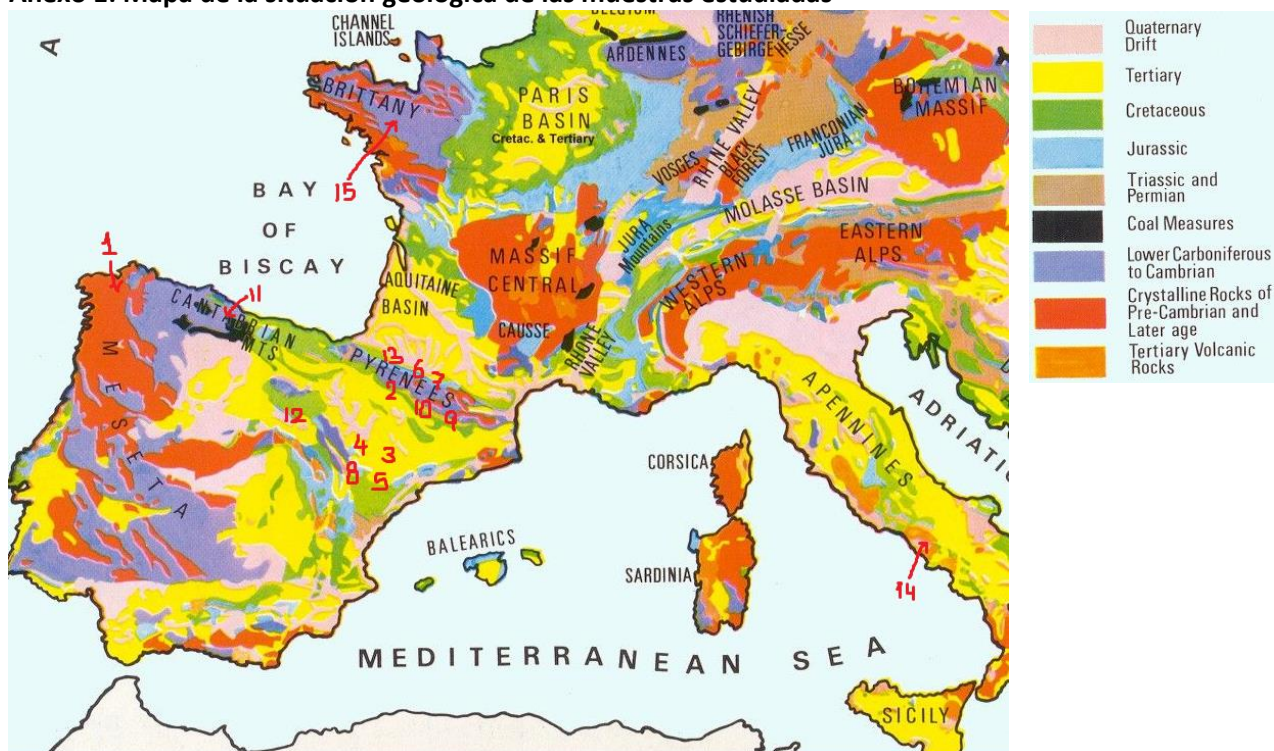 Anexo 1: Mapa de la situación geológica de las muestras estudiadas
A
CHANNEL
ISLANDS
BELGIUM
ARDENNES
RHENISH
SCHIEFER-
GEBIRGE
HESSE
BRITTANY
PARIS
BASIN
Cretac. & Tertiary
BOHEMIAN
MASSIF
VOSGES
RHINE VALLEY
BLACK
FOREST
FRANCONIAN
JURA
15
BAY
OF
BISCAY
MOLASSE BASIN
JURA
Mountains
EASTERN
ALPS
WESTERN
ALPS
MASSIF
CENTRAL
AQUITAINE
BASIN
CAUSSE
RHONE
VALLEY
1
11
CANTABRIAN
MTS
PYRENEES
13
6
7
2
10
9
12
4
3
8
5
MESETA
APENNINES
ADRIATIC
CORSICA
SARDINIA
BALEARICS
14
MEDITERRANEAN SEA
SICILY
Quaternary
Drift
Tertiary
Cretaceous
Jurassic
Triassic and
Permian
Coal Measures
Lower Carboniferous
to Cambrian
Crystalline Rocks of
Pre-Cambrian and
Later age
Tertiary Volcanic
Rocks